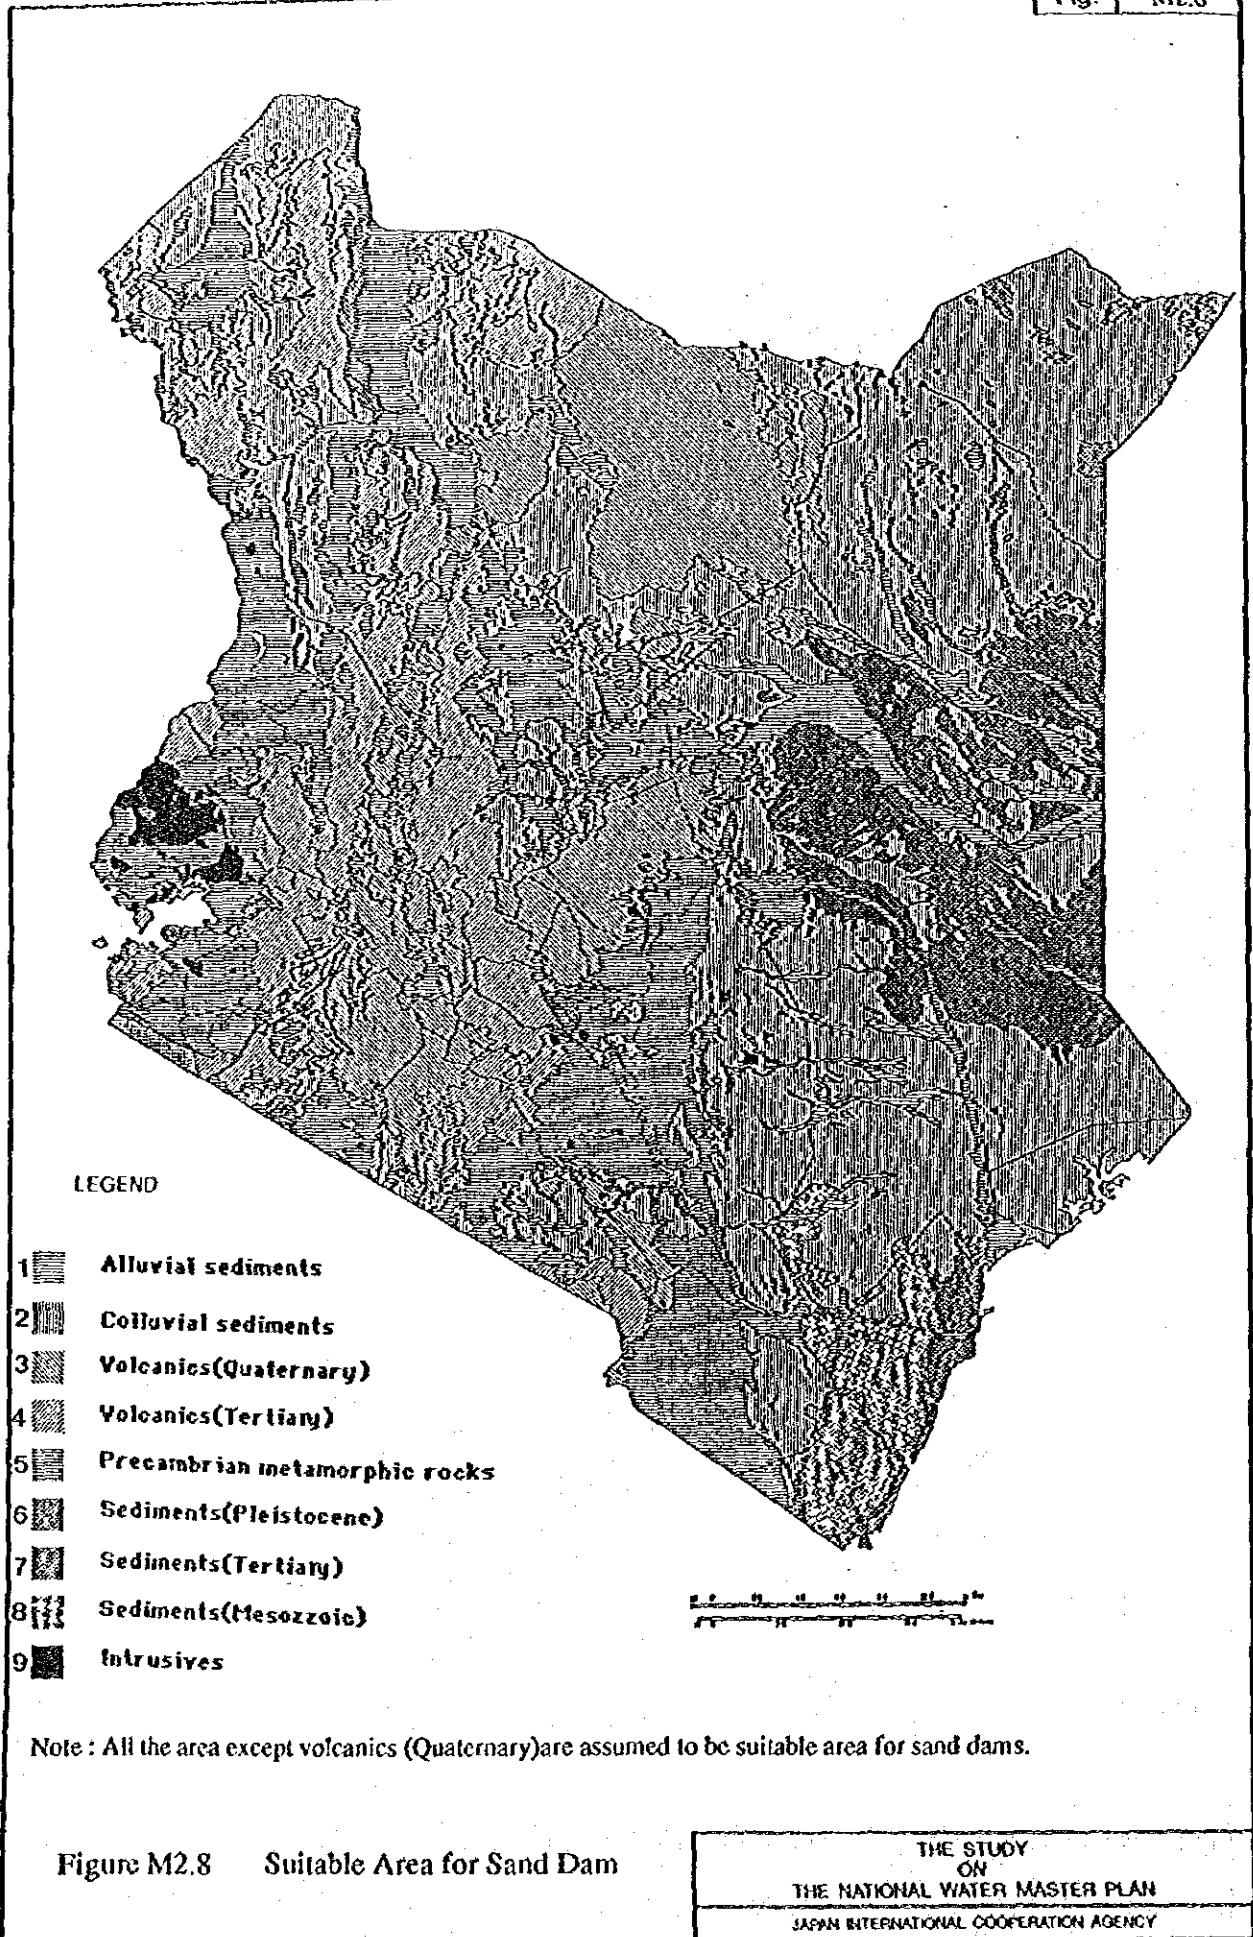 Fig.
LEGEND
1 Alluvial sediments
2 Colluvial sediments
3 Volcanics(Quaternary)
4 Volcanics(Tertiary)
5 Precambrian metamorphic rocks
6 Sediments(Pleistocene)
7 Sediments(Tertiary)
8 Sediments(Mesozzoic)
9 Intrusives
Note : All the area except volcanics (Quaternary)are assumed to be suitable area for sand dams.
Figure M2.8 Suitable Area for Sand Dam
THE STUDY
ON
THE NATIONAL WATER MASTER PLAN
JAPAN INTERNATIONAL COOPERATION AGENCY